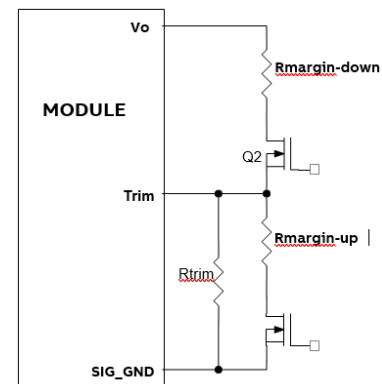 Vo
Rmargin-down
MODULE
Q2
Trim
Rmargin-up
Rtrim
SIG_GND